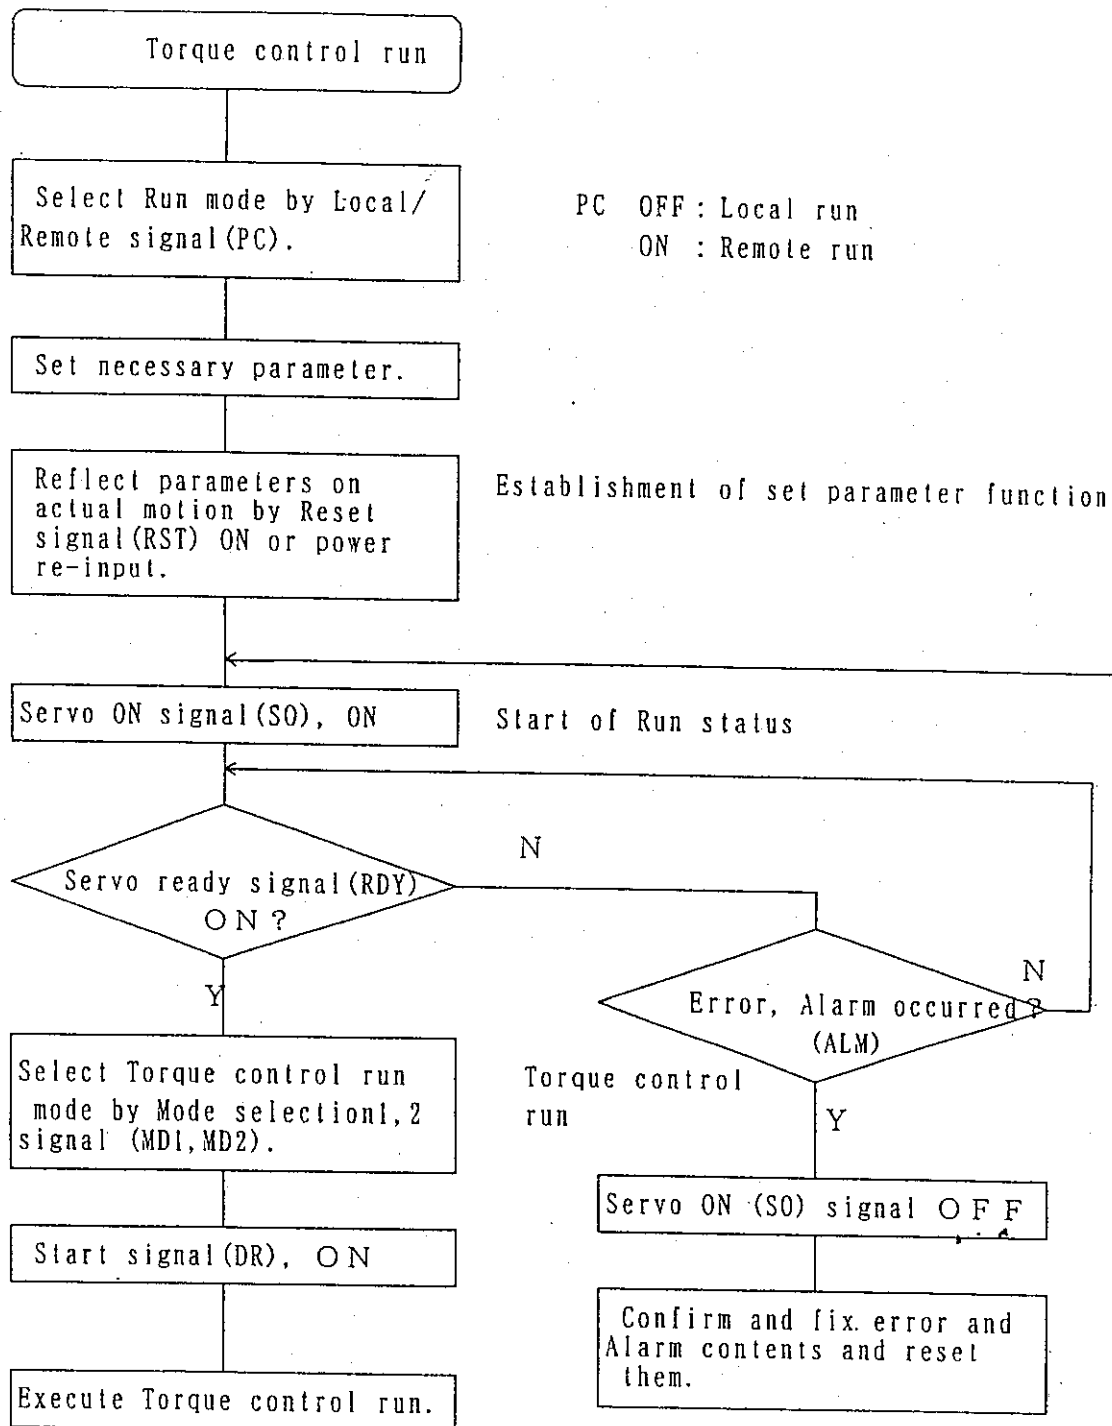 Torque control run
Select Run mode by Local/
Remote signal(PC).
PC OFF : Local run
ON : Remote run
Set necessary parameter.
Reflect parameters on
actual motion by Reset
signal(RST) ON or power
re-input.
Establishment of set parameter function
Servo ON signal(SO), ON
Start of Run status
Servo ready signal(RDY)
ON?
N
Y
Error, Alarm occurred?
(ALM)
N
Y
Select Torque control run
mode by Mode selection1,2
signal (MD1,MD2).
Torque control
run
Start signal(DR), ON
Execute Torque control run.
Servo ON (SO) signal OFF
Confirm and fix. error and
Alarm contents and reset
them.